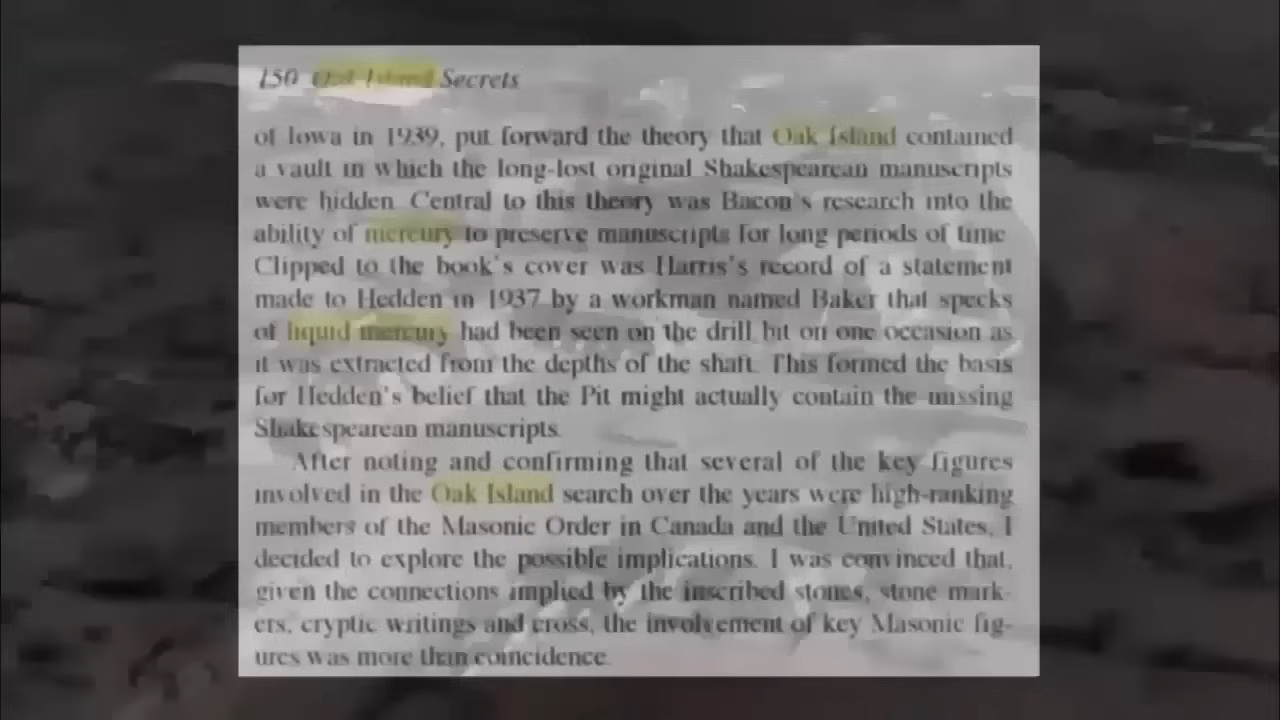 150 Oak Island Secrets
of Iowa in 1939, put forward the theory that Oak Island contained
a vault in which the long-lost original Shakespearean manuscripts
were hidden. Central to this theory was Bacon's research into the
ability of mercury to preserve manuscripts for long periods of time.
Clipped to the book's cover was Harris's record of a statement
made to Hedden in 1937 by a workman named Baker that specks
of liquid mercury had been seen on the drill bit on one occasion as
it was extracted from the depths of the shaft. This formed the basis
for Hedden's belief that the Pit might actually contain the missing
Shakespearean manuscripts.
After noting and confirming that several of the key figures
involved in the Oak Island search over the years were high-ranking
members of the Masonic Order in Canada and the United States, I
decided to explore the possible implications. I was convinced that,
given the connections implied by the inscribed stones, stone mark-
ers, cryptic writings and cross, the involvement of key Masonic fig-
ures was more than coincidence.